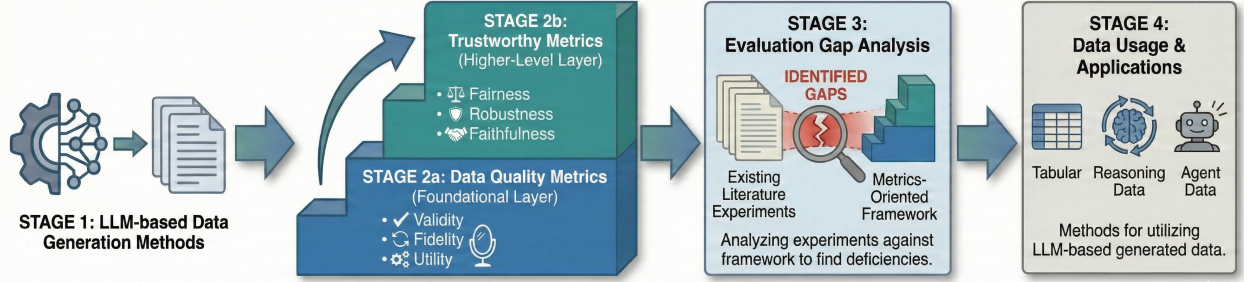 STAGE 1: LLM-based Data
Generation Methods
STAGE 2b:
Trustworthy Metrics
(Higher-Level Layer)
• Fairness
• Robustness
• Faithfulness
STAGE 2a: Data Quality Metrics
(Foundational Layer)
• Validity
• Fidelity
• Utility
STAGE 3:
Evaluation Gap Analysis
IDENTIFIED
GAPS
Existing
Literature
Experiments
Metrics-
Oriented
Framework
Analyzing experiments against
framework to find deficiencies.
STAGE 4:
Data Usage &
Applications
Tabular
Reasoning
Data
Agent
Data
Methods for utilizing
LLM-based generated data.